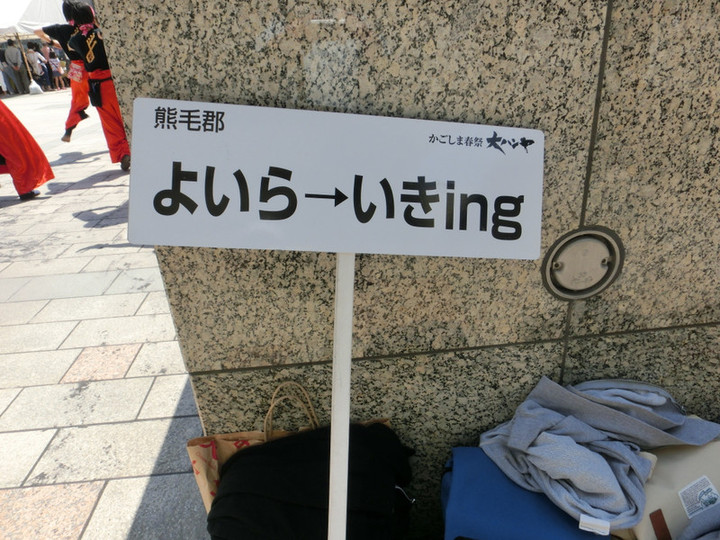 熊毛郡
かごしま春祭 大ハンヤ
よいら→いきing